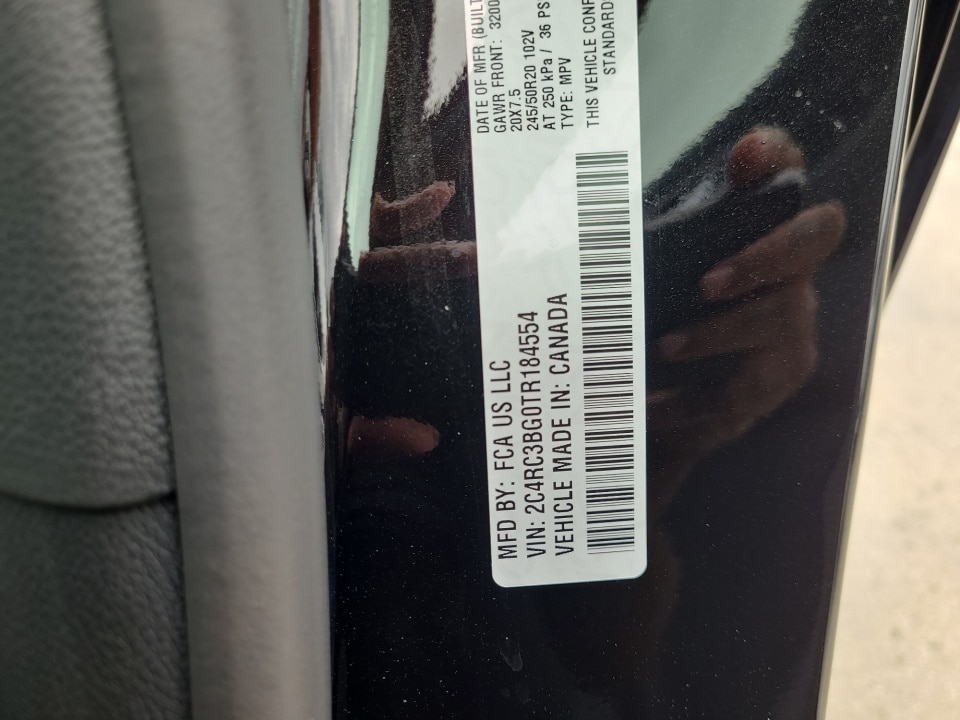 MFD BY: FCA US LLC
VIN: 2C4RC3BG0TR184554
VEHICLE MADE IN: CANADA
DATE OF MFR (BUILT
GAWR FRONT: 3200
20X7.5
245/50R20 102V
AT 250 kPa / 36 PS
TYPE: MPV
THIS VEHICLE CONF
STANDARDS